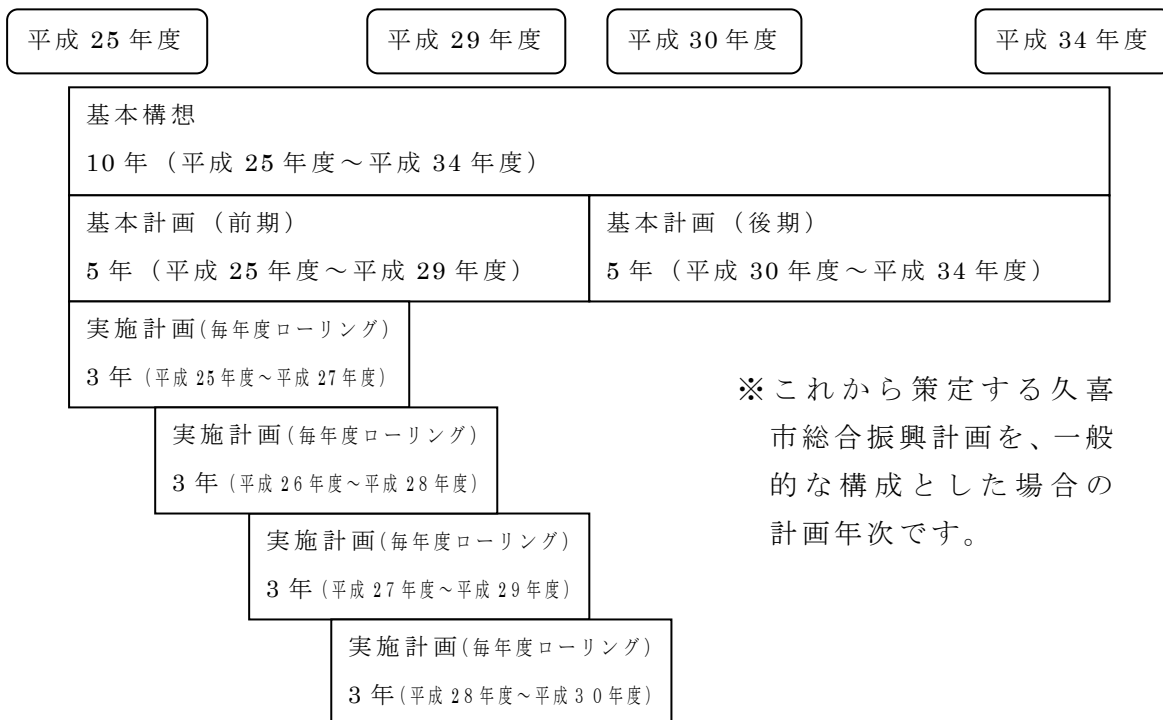 平成 25 年度
平成 29 年度
平成 30 年度
平成 34 年度
基本構想
10 年（平成 25 年度～平成 34 年度）
基本計画（前期）
5 年（平成 25 年度～平成 29 年度）
基本計画（後期）
5 年（平成 30 年度～平成 34 年度）
実施計画(毎年度ローリング)
3 年 (平成 25 年度～平成 27 年度)
実施計画(毎年度ローリング)
3 年 (平成 26 年度～平成 28 年度)
実施計画(毎年度ローリング)
3 年 (平成 27 年度～平成 29 年度)
実施計画(毎年度ローリング)
3 年 (平成 28 年度～平成３０年度)
※これから策定する久喜
市総合振興計画を、一般
的な構成とした場合の
計画年次です。